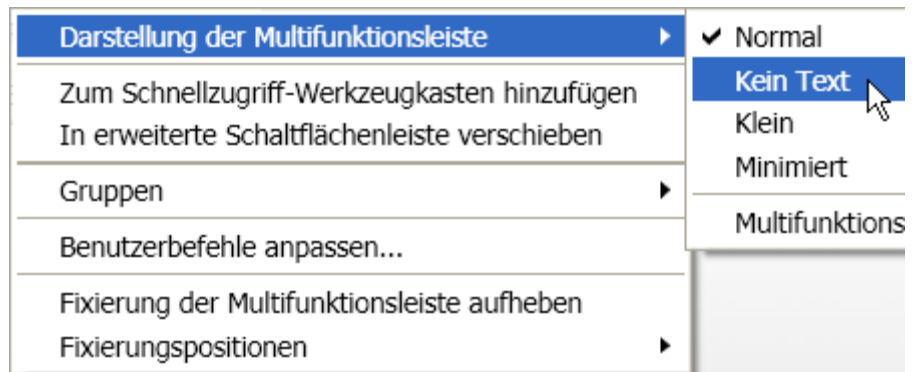 Darstellung der Multifunktionsleiste
Zum Schnellzugriff-Werkzeugkasten hinzufügen
In erweiterte Schaltflächenleiste verschieben
Gruppen
Benutzerbefehle anpassen...
Fixierung der Multifunktionsleiste aufheben
Fixierungspositionen
Normal
Kein Text
Klein
Minimiert
Multifunktions